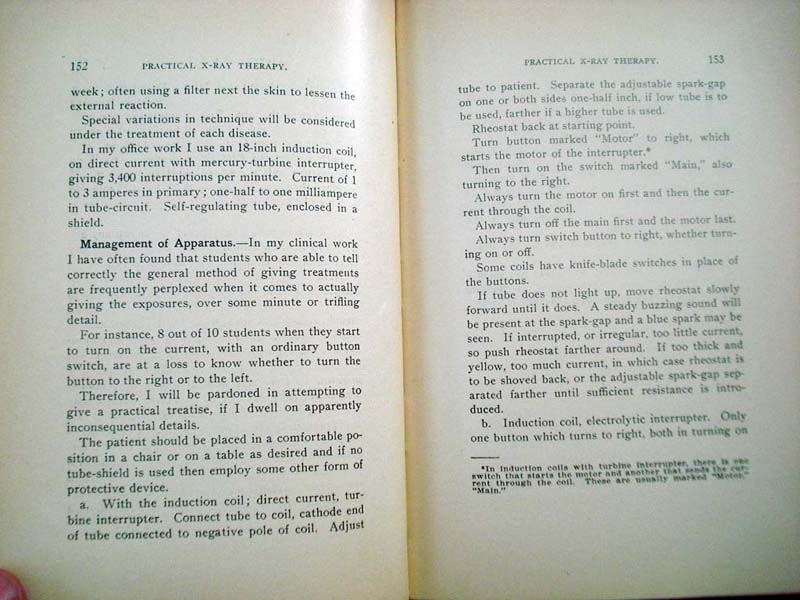 152 PRACTICAL X-RAY THERAPY.
week; often using a filter next the skin to lessen the
external reaction.
Special variations in technique will be considered
under the treatment of each disease.
In my office work I use an 18-inch induction coil,
on direct current with mercury-turbine interrupter,
giving 3,400 interruptions per minute. Current of 1
to 3 amperes in primary; one-half to one milliampere
in tube-circuit. Self-regulating tube, enclosed in a
shield.
Management of Apparatus.—In my clinical work
I have often found that students who are able to tell
correctly the general method of giving treatments
are frequently perplexed when it comes to actually
giving the exposures, over some minute or trifling
detail.
For instance, 8 out of 10 students when they start
to turn on the current, with an ordinary button
switch, are at a loss to know whether to turn the
button to the right or to the left.
Therefore, I will be pardoned in attempting to
give a practical treatise, if I dwell on apparently
inconsequential details.
The patient should be placed in a comfortable po-
sition in a chair or on a table as desired and if no
tube-shield is used then employ some other form of
protective device.
a. With the induction coil; direct current, tur-
bine interrupter. Connect tube to coil, cathode end
of tube connected to negative pole of coil. Adjust
PRACTICAL X-RAY THERAPY. 153
tube to patient. Separate the adjustable spark-gap
on one or both sides one-half inch, if low tube is to
be used, farther if a higher tube is used.
Rheostat back at starting point.
Turn button marked "Motor" to right, which
starts the motor of the interrupter.*
Then turn on the switch marked "Main," also
turning to the right.
Always turn the motor on first and then the cur-
rent through the coil.
Always turn off the main first and the motor last.
Always turn switch button to right, whether turn-
ing on or off.
Some coils have knife-blade switches in place of
the buttons.
If tube does not light up, move rheostat slowly
forward until it does. A steady buzzing sound will
be present at the spark-gap and a blue spark may be
seen. If interrupted, or irregular, too little current,
so push rheostat farther around. If too thick and
yellow, too much current, in which case rheostat is
to be shoved back, or the adjustable spark-gap sep-
arated farther until sufficient resistance is intro-
duced.
b. Induction coil, electrolytic interrupter. Only
one button which turns to right, both in turning on
*In induction coils with turbine interrupter, there is one
switch that starts the motor and another that sends the cur-
rent through the coil. These are usually marked "Motor,"
"Main."